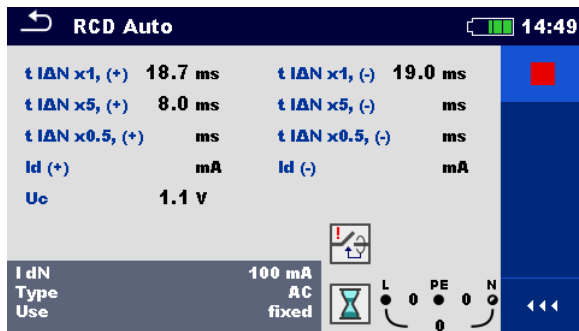 RCD Auto 14:49
t IΔN x1, (+) 18.7 ms t IΔN x1, (-) 19.0 ms
t IΔN x5, (+) 8.0 ms t IΔN x5, (-) ms
t IΔN x0.5, (+) ms t IΔN x0.5, (-) ms
Id (+) mA Id (-) mA
Uc 1.1 V
I dN 100 mA
Type AC
Use fixed
L PE N
0 0
0